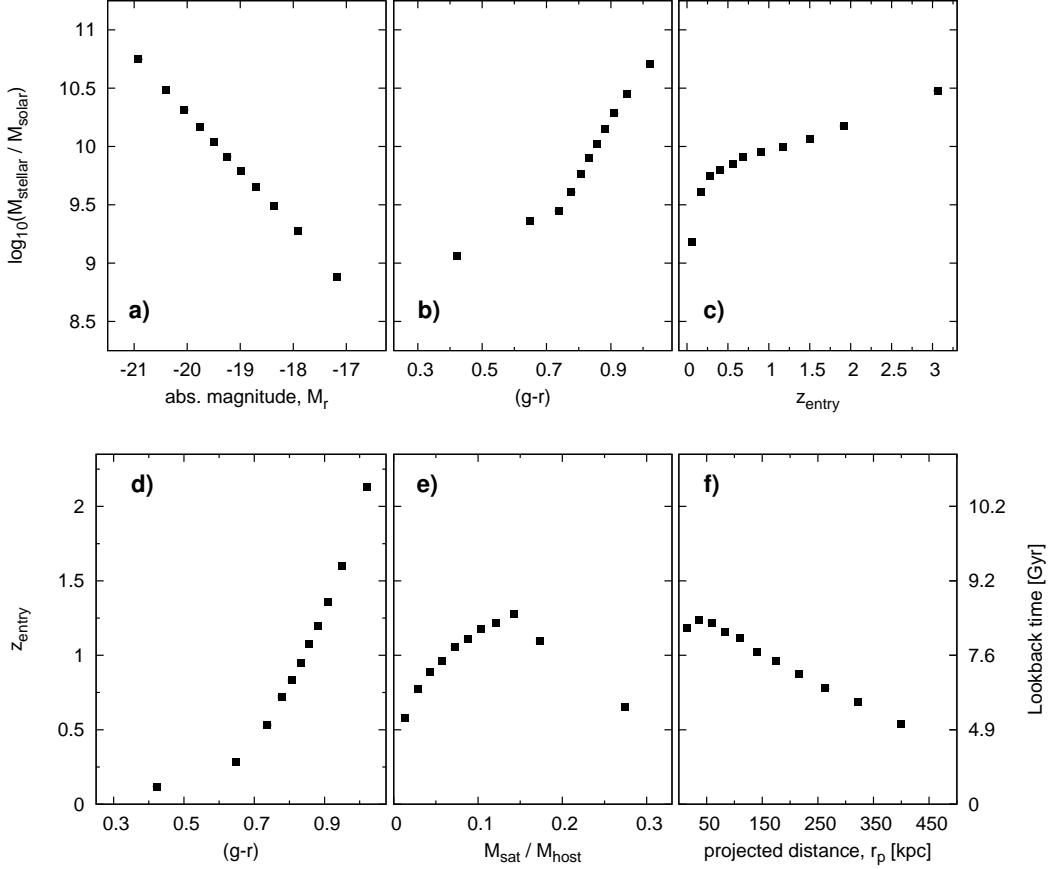 11
10.5
10
9.5
9
8.5
log10(Mstellar / Msolar)
a)
b)
c)
-21 -20 -19 -18 -17
0.3 0.5 0.7 0.9
0 0.5 1 1.5 2 2.5 3
abs. magnitude, Mr
(g-r)
zentry
d)
e)
f)
2
1.5
1
0.5
0
zentry
10.2
9.2
7.6
4.9
0
Lookback time [Gyr]
0.3 0.5 0.7 0.9
0 0.1 0.2 0.3
50 150 250 350 450
(g-r)
Msat / Mhost
projected distance, rp [kpc]